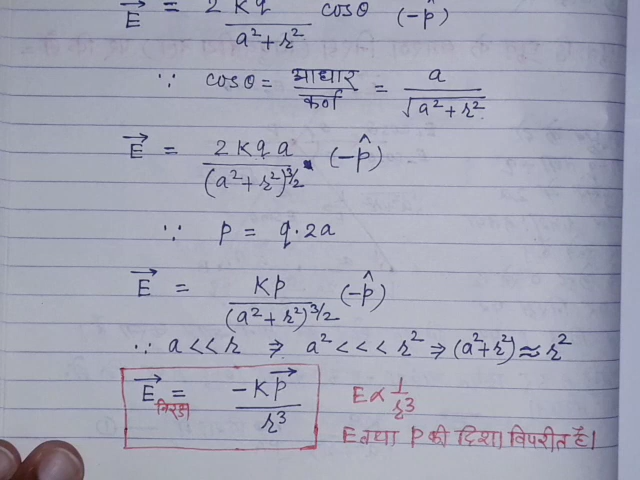 E⃗ = 2Kq/(a²+r²) cosθ (-p̂)
∵ cosθ = आधार/कर्ण = a/√(a²+r²)
E⃗ = 2Kqa/(a²+r²)^3/2 · (-p̂)
∵ p = q·2a
E⃗ = Kp/(a²+r²)^3/2 (-p̂)
∵ a<<r ⇒ a²<<<r² ⇒ (a²+r²)≈r²
E⃗ निरक्ष = -Kp⃗/r³
E∝ 1/r³
E तथा P की दिशा विपरीत है।